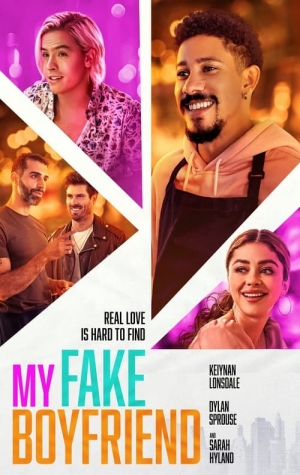 REAL LOVE
IS HARD TO FIND
MY FAKE
BOYFRIEND
KEIYNAN
LONSDALE
DYLAN
SPROUSE
AND
SARAH
HYLAND